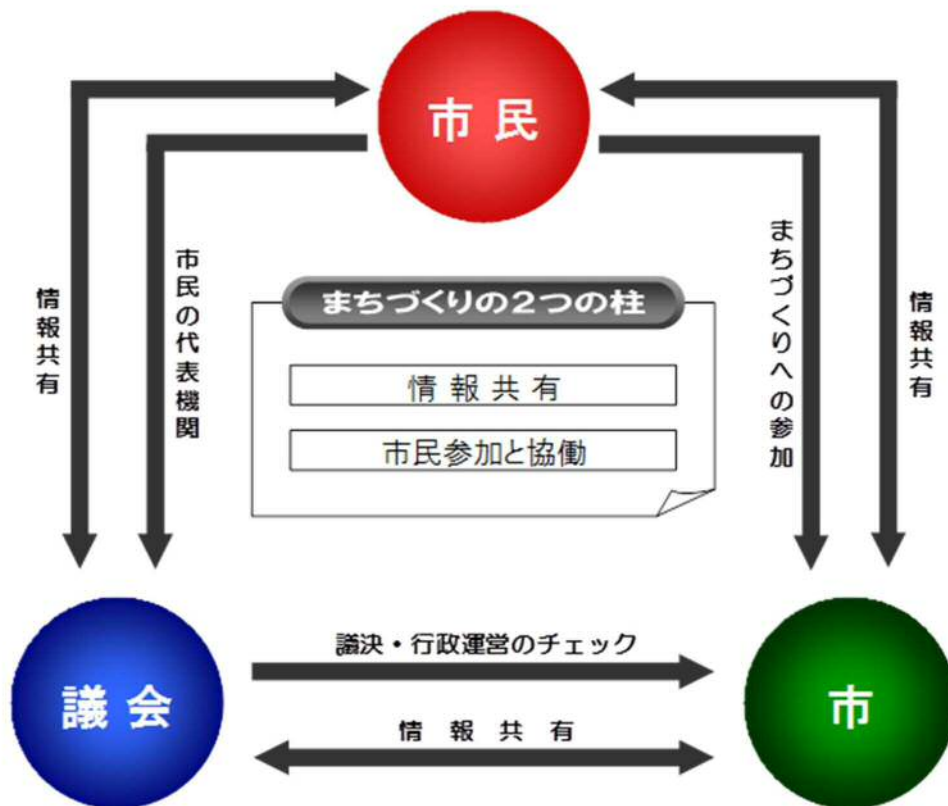 市民
情報共有
市民の代表機関
まちづくりの２つの柱
情報共有
市民参加と協働
まちづくりへの参加
情報共有
議会
議決・行政運営のチェック
情報共有
市